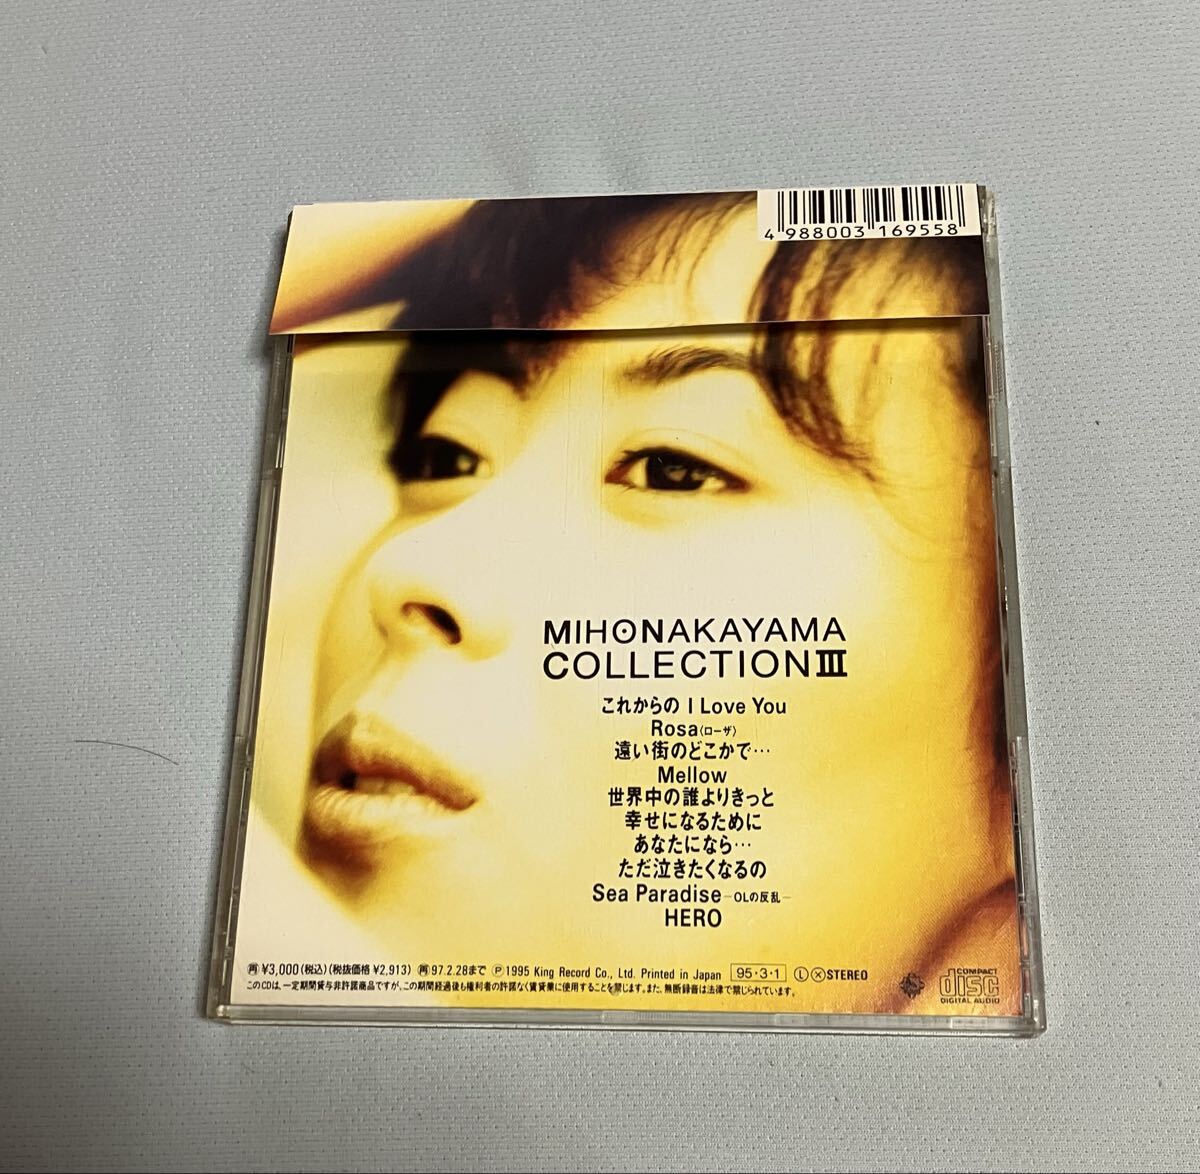 4 988003 169558
MIHONAKAYAMA
COLLECTION III
これからの I Love You
Rosa〈ローザ〉
遠い街のどこかで…
Mellow
世界中の誰よりきっと
幸せになるために
あなたになら…
ただ泣きたくなるの
Sea Paradise－OLの反乱－
HERO
再 ¥3,000(税込)(税抜価格 ¥2,913) 再 97.2.28まで Ⓟ 1995 King Record Co., Ltd. Printed in Japan 95・3・1 Ⓛ Ⓧ STEREO
このCDは、一定期間貸与非許諾商品ですが、この期間経過後も権利者の許諾なく賃貸業に使用することを禁じます。また、無断録音は法律で禁じられています。
COMPACT
disc
DIGITAL AUDIO